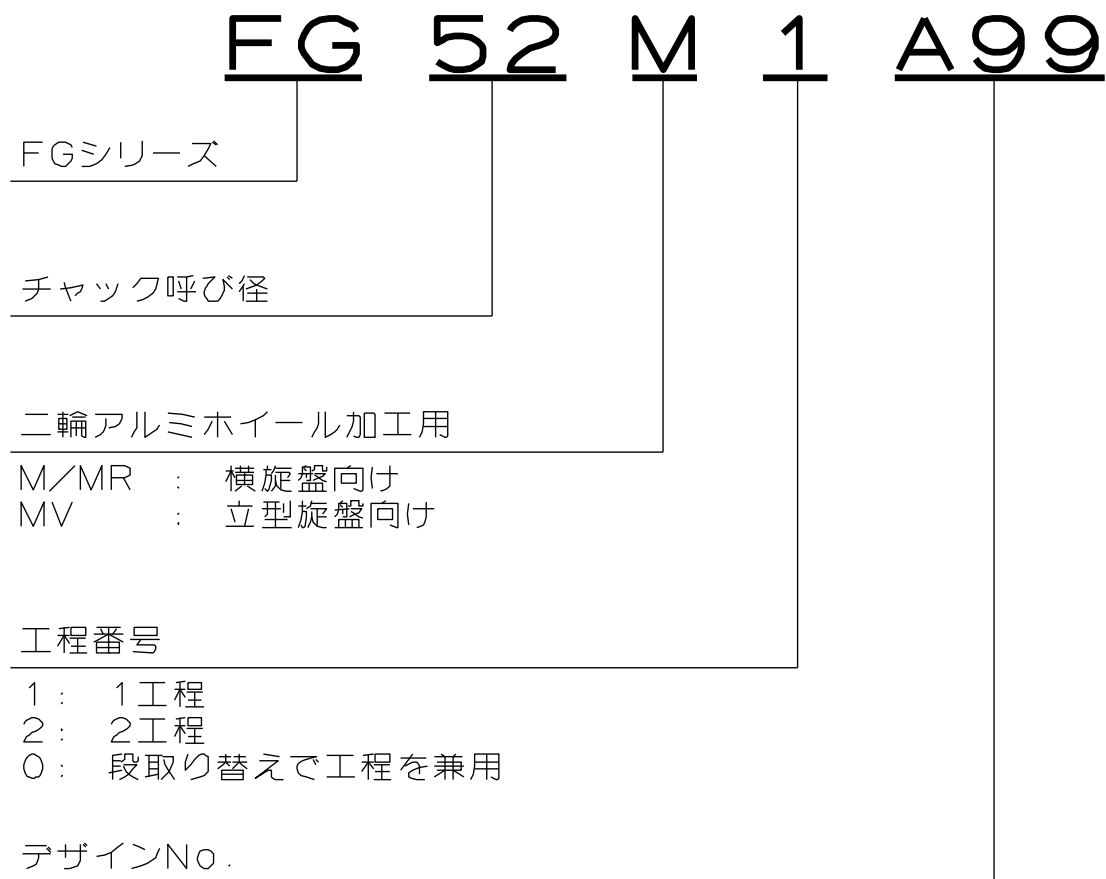 FG 52 M 1 A99
FGシリーズ
チャック呼び径
二輪アルミホイール加工用
M/MR : 横旋盤向け
MV : 立型旋盤向け
工程番号
1: 1工程
2: 2工程
0: 段取り替えで工程を兼用
デザインNo.